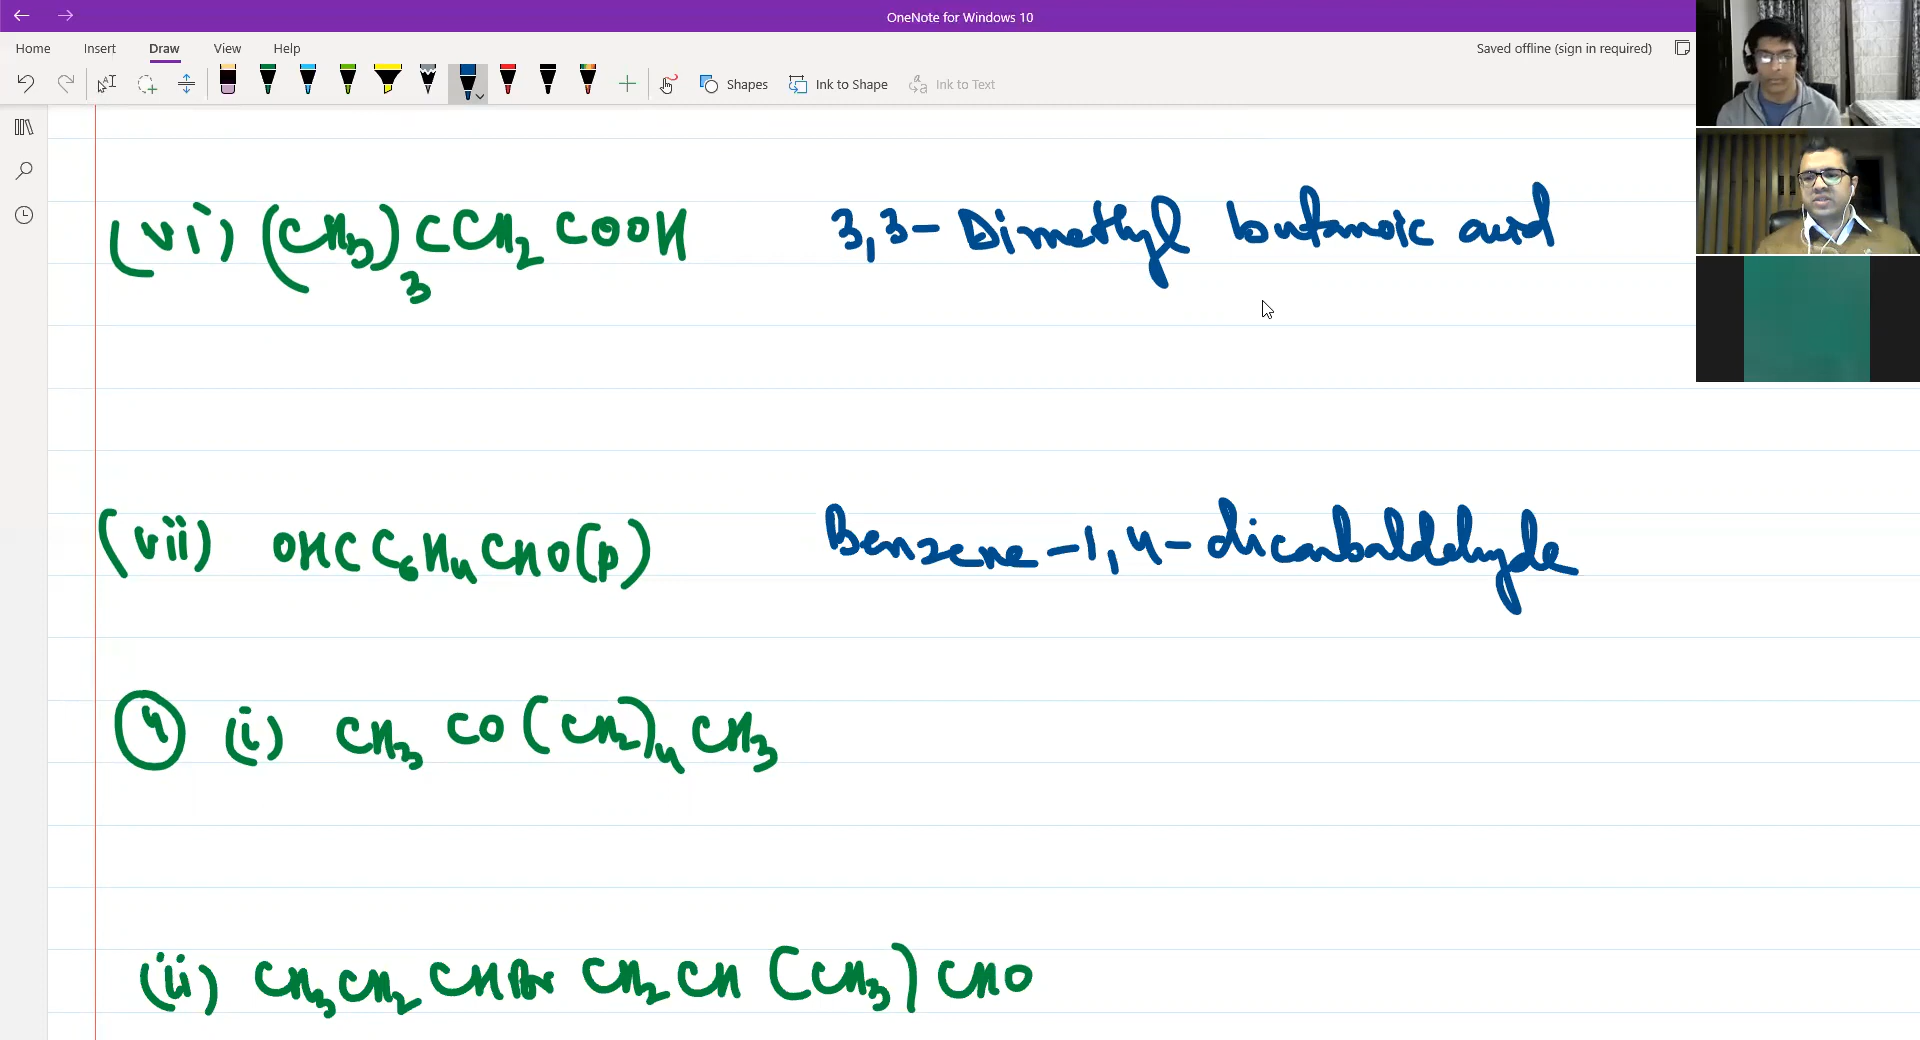 OneNote for Windows 10
Home Insert Draw View Help
Saved offline (sign in required)
Shapes Ink to Shape Ink to Text
(vi) (CH₃)₃CCH₂COOH 3,3-Dimethyl butanoic acid
(vii) OHCC₆H₄CHO(p) Benzene-1,4-dicarbaldehyde
4 (i) CH₃CO(CH₂)₄CH₃
(ii) CH₃CH₂CHBrCH₂CH(CH₃)CHO